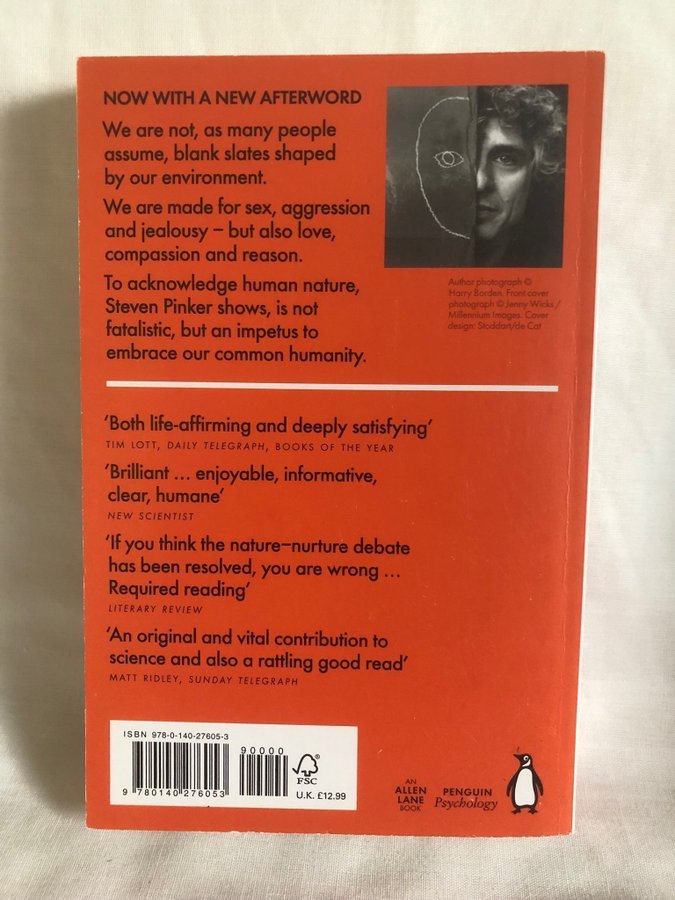 NOW WITH A NEW AFTERWORD
We are not, as many people
assume, blank slates shaped
by our environment.
We are made for sex, aggression
and jealousy – but also love,
compassion and reason.
To acknowledge human nature,
Steven Pinker shows, is not
fatalistic, but an impetus to
embrace our common humanity.
Author photograph ©
Harry Borden. Front cover
photograph © Jenny Wicks /
Millennium Images. Cover
design: Stoddart/de Cat
‘Both life-affirming and deeply satisfying’
TIM LOTT, DAILY TELEGRAPH, BOOKS OF THE YEAR
‘Brilliant ... enjoyable, informative,
clear, humane’
NEW SCIENTIST
‘If you think the nature–nurture debate
has been resolved, you are wrong ...
Required reading’
LITERARY REVIEW
‘An original and vital contribution to
science and also a rattling good read’
MATT RIDLEY, SUNDAY TELEGRAPH
ISBN 978-0-140-27605-3
90000
9 780140 276053
FSC®
U.K. £12.99
AN
ALLEN
LANE
BOOK
PENGUIN
Psychology